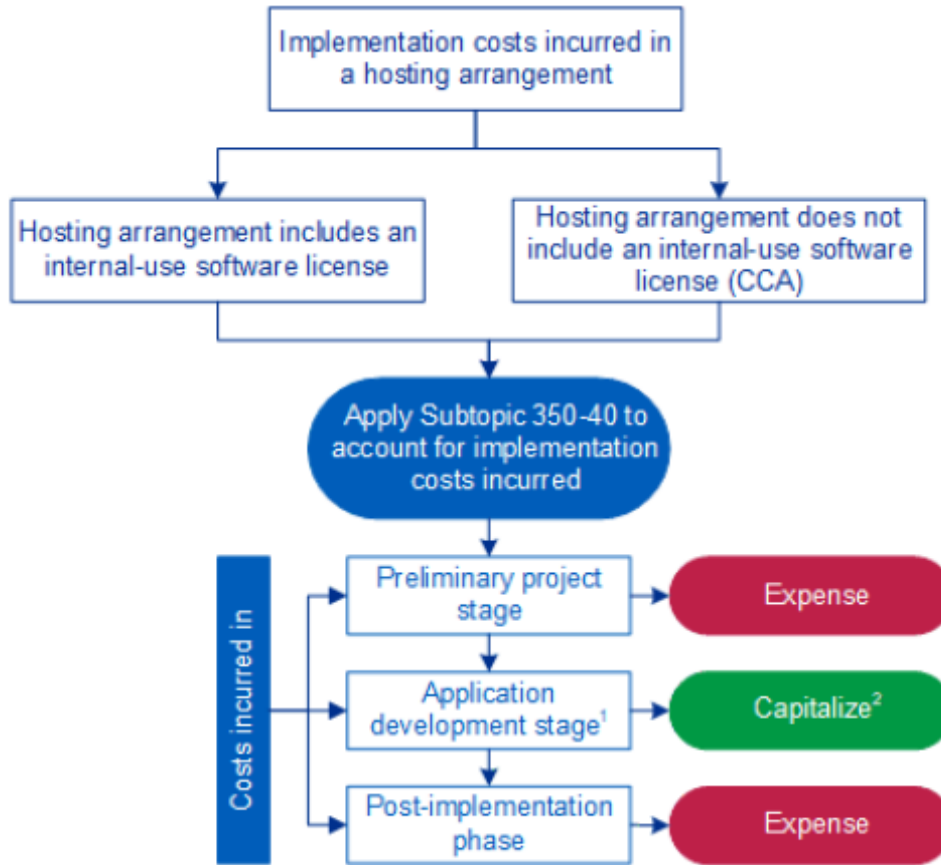 Implementation costs incurred in
a hosting arrangement
Hosting arrangement includes an
internal-use software license
Hosting arrangement does not
include an internal-use software
license (CCA)
Apply Subtopic 350-40 to
account for implementation
costs incurred
Costs incurred in
Preliminary project
stage
Expense
Application
development stage¹
Capitalize²
Post-implementation
phase
Expense